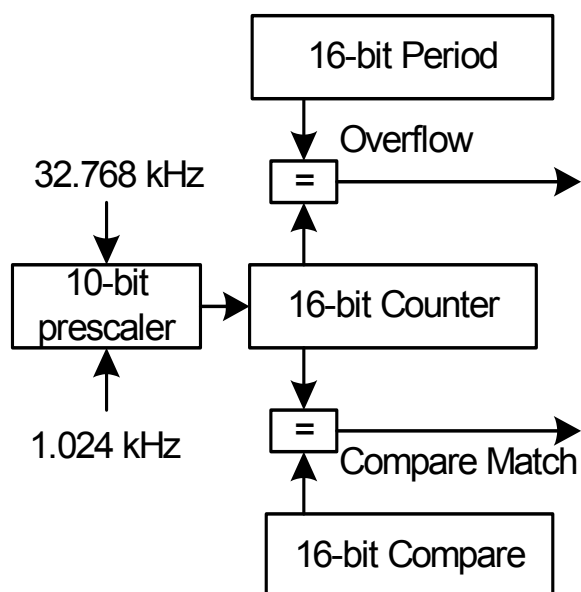 16-bit Period
Overflow
=
32.768 kHz
10-bit
prescaler
16-bit Counter
=
1.024 kHz
Compare Match
16-bit Compare